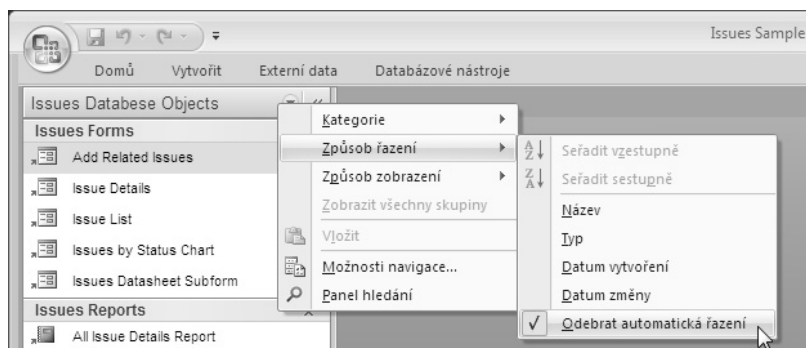 Issues Sample
Domů Vytvořit Externí data Databázové nástroje
Issues Databese Objects
Issues Forms
Add Related Issues
Issue Details
Issue List
Issues by Status Chart
Issues Datasheet Subform
Issues Reports
All Issue Details Report
Kategorie
Způsob řazení
Způsob zobrazení
Zobrazit všechny skupiny
Vložit
Možnosti navigace...
Panel hledání
Seřadit vzestupně
Seřadit sestupně
Název
Typ
Datum vytvoření
Datum změny
Odebrat automatická řazení